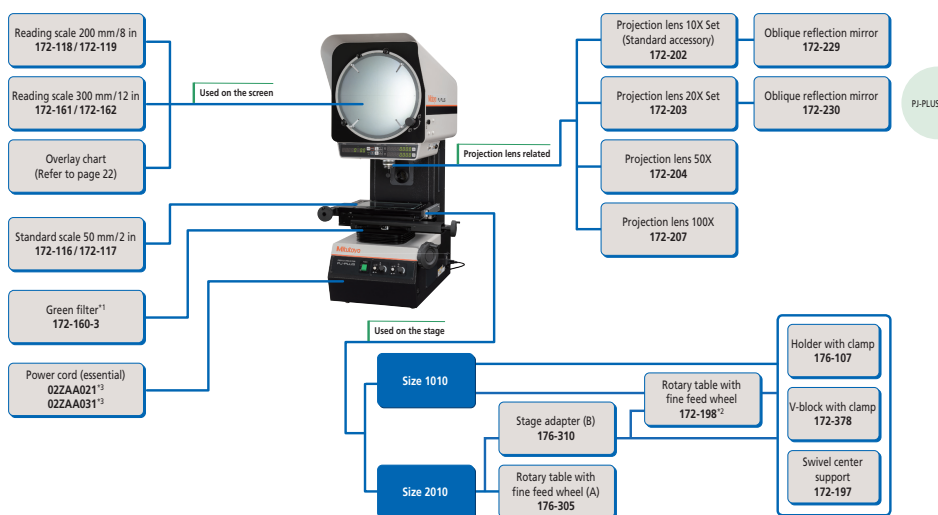 Reading scale 200 mm/8 in
172-118/172-119
Reading scale 300 mm/12 in
172-161/172-162
Overlay chart
(Refer to page 22)
Used on the screen
Standard scale 50 mm/2 in
172-116/172-117
Green filter*1
172-160-3
Power cord (essential)
02ZAA021*3
02ZAA031*3
Mitutoyo
PJ-PLUS
Projection lens related
Projection lens 10X Set
(Standard accessory)
172-202
Oblique reflection mirror
172-229
Projection lens 20X Set
172-203
Oblique reflection mirror
172-230
Projection lens 50X
172-204
Projection lens 100X
172-207
PJ-PLUS
Used on the stage
Size 1010
Size 2010
Stage adapter (B)
176-310
Rotary table with
fine feed wheel (A)
176-305
Rotary table with
fine feed wheel
172-198*2
Holder with clamp
176-107
V-block with clamp
172-378
Swivel center
support
172-197